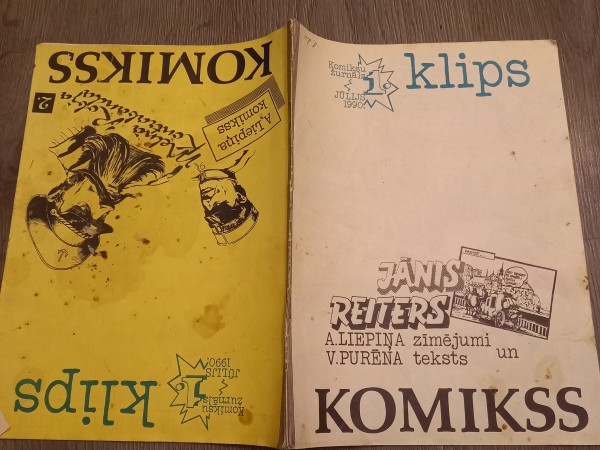 klips
Komiksu
žurnāls
1.
JŪLIJS
1990.
JĀNIS
REITERS
A.LIEPIŅA zīmējumi
un
V.PURĒNA teksts
KOMIKSS
klips
Komiksu
žurnāls
1.
JŪLIJS
1990.
A.Liepiņa
komikss
2.
KOMIKSS